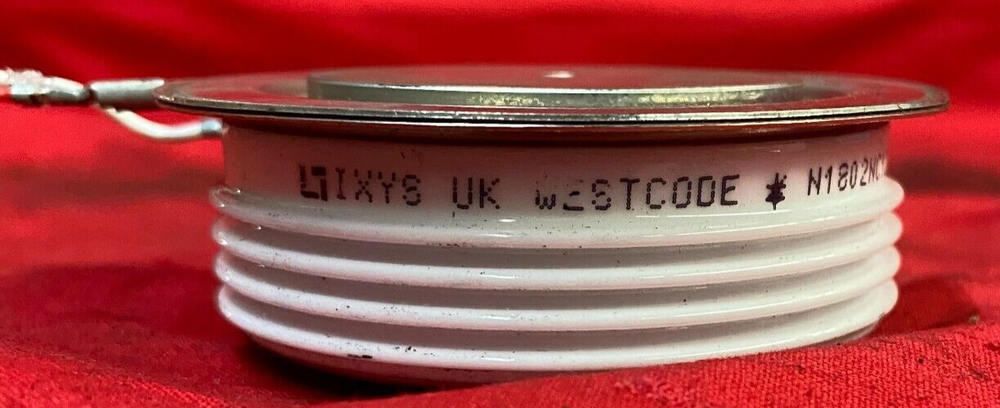 IXYS UK WESTCODE * N1802NC